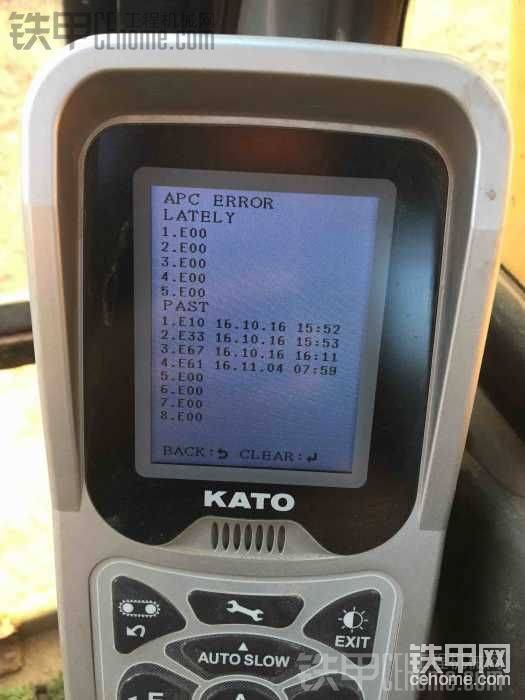 铁甲 工程机械网
cehome.com
APC ERROR
LATELY
1.E00
2.E00
3.E00
4.E00
5.E00
PAST
1.E10 16.10.16 15:52
2.E33 16.10.16 15:53
3.E67 16.10.16 16:11
4.E61 16.11.04 07:59
5.E00
6.E00
7.E00
8.E00
BACK: CLEAR:
KATO
EXIT
AUTO SLOW
E A
铁甲网
cehome.com